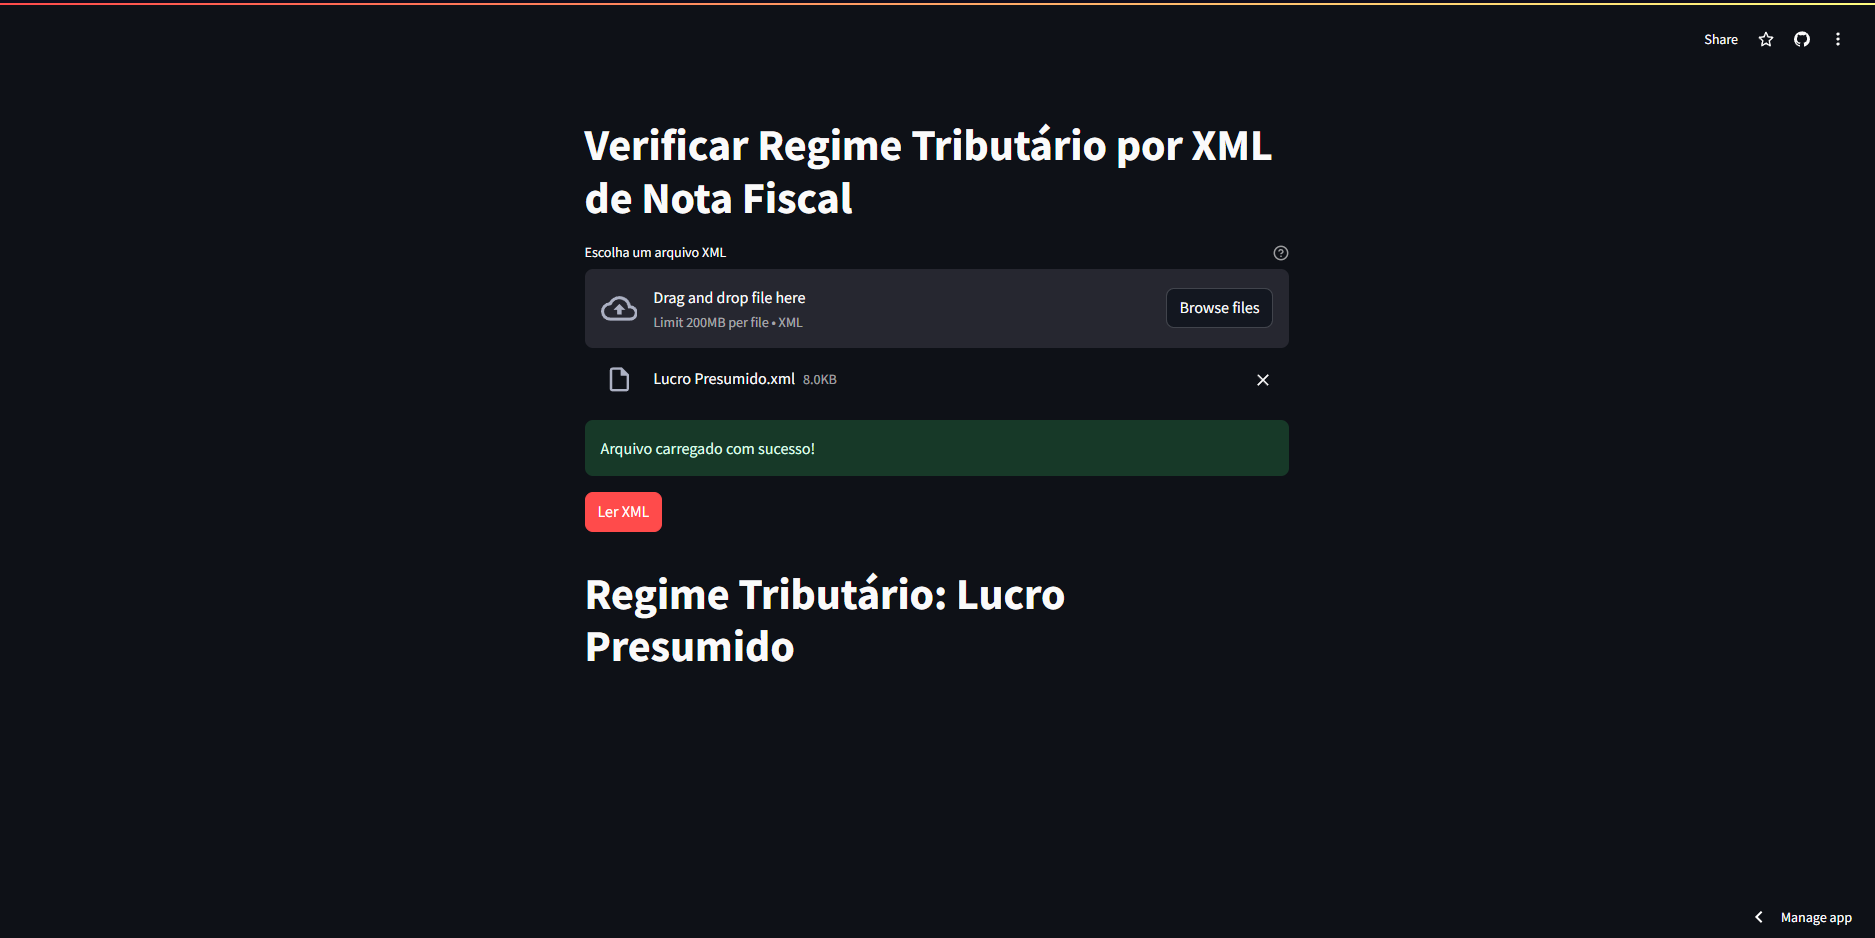 Share
Verificar Regime Tributário por XML
de Nota Fiscal
Escolha um arquivo XML
Drag and drop file here
Limit 200MB per file • XML
Browse files
Lucro Presumido.xml 8.0KB
Arquivo carregado com sucesso!
Ler XML
Regime Tributário: Lucro
Presumido
Manage app